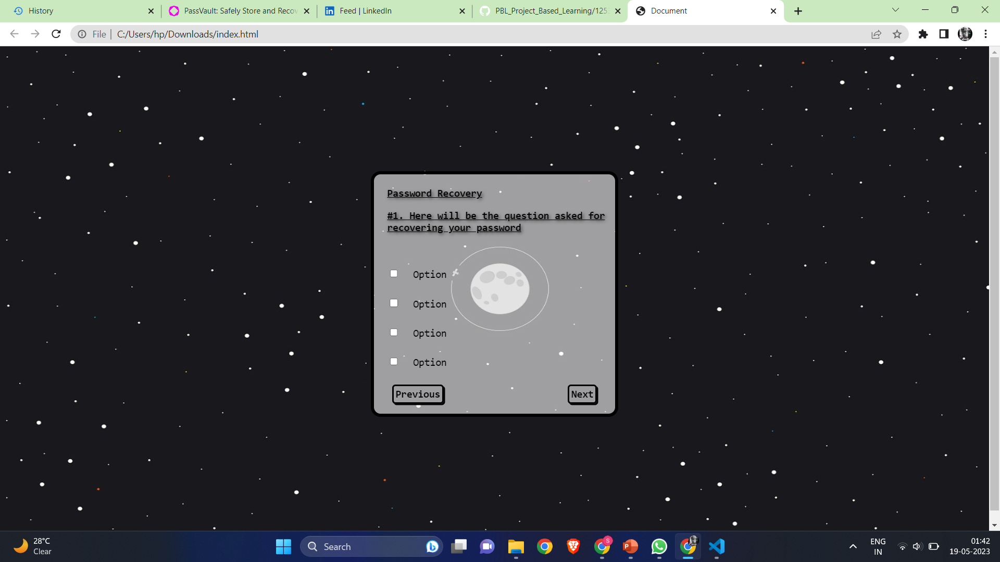 History
PassVault: Safely Store and Recov
Feed | LinkedIn
PBL_Project_Based_Learning/125
Document
File
C:/Users/hp/Downloads/index.html
Password Recovery
#1. Here will be the question asked for
recovering your password
Option
Option
Option
Option
Previous
Next
28°C
Clear
Search
S
ENG
IN
01:42
19-05-2023